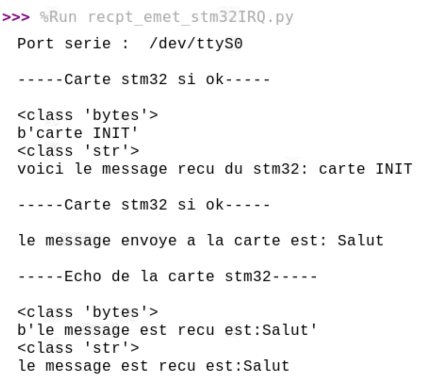 >>> %Run recpt_emet_stm32IRQ.py
Port serie :  /dev/ttyS0
-----Carte stm32 si ok-----
<class 'bytes'>
b'carte INIT'
<class 'str'>
voici le message recu du stm32: carte INIT
-----Carte stm32 si ok-----
le message envoye a la carte est: Salut
-----Echo de la carte stm32-----
<class 'bytes'>
b'le message est recu est:Salut'
<class 'str'>
le message est recu est:Salut